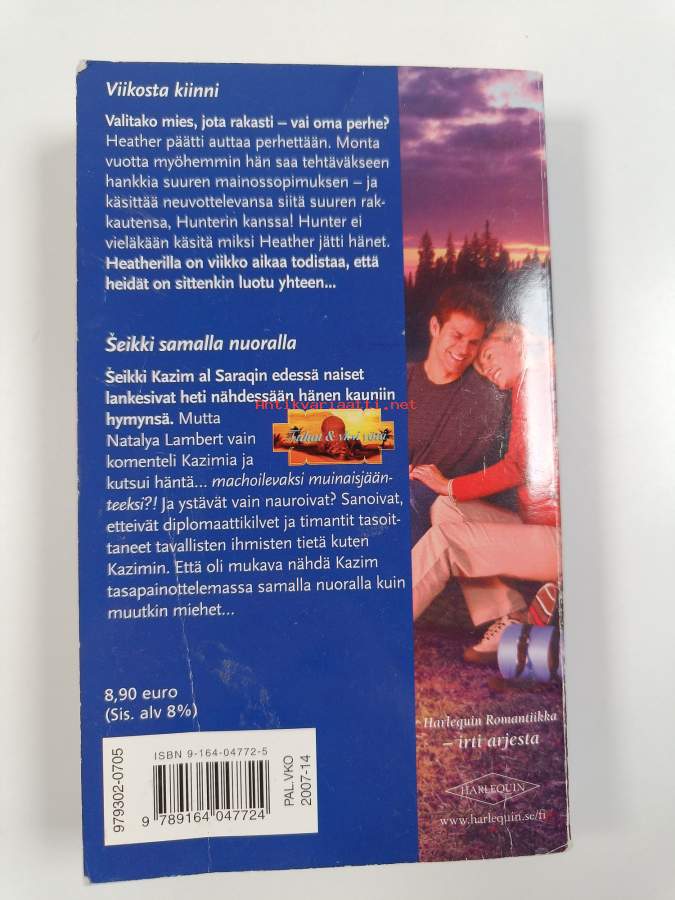 Viikosta kiinni
Valitako mies, jota rakasti – vai oma perhe?
Heather päätti auttaa perhettään. Monta
vuotta myöhemmin hän saa tehtäväkseen
hankkia suuren mainossopimuksen – ja
käsittää neuvottelevansa siitä suuren rak-
kautensa, Hunterin kanssa! Hunter ei
vieläkään käsitä miksi Heather jätti hänet.
Heatherilla on viikko aikaa todistaa, että
heidät on sittenkin luotu yhteen...
Šeikki samalla nuoralla
Šeikki Kazim al Saraqin edessä naiset
lankesivat heti nähdessään hänen kauniin
hymynsä. Mutta
Natalya Lambert vain
komenteli Kazimia ja
kutsui häntä... machoilevaksi muinaisjään-
teeksi?! Ja ystävät vain nauroivat? Sanoivat,
etteivät diplomaattikilvet ja timantit tasoit-
taneet tavallisten ihmisten tietä kuten
Kazimin. Että oli mukava nähdä Kazim
tasapainottelemassa samalla nuoralla kuin
muutkin miehet...
Antikvariaatti.net
& yksi yötä
8,90 euro
(Sis. alv 8%)
979302-0705
ISBN 9-164-04772-5
9 789164 047724
PAL.VKO
2007-14
Harlequin Romantiikka
– irti arjesta
HARLEQUIN
www.harlequin.se/fi